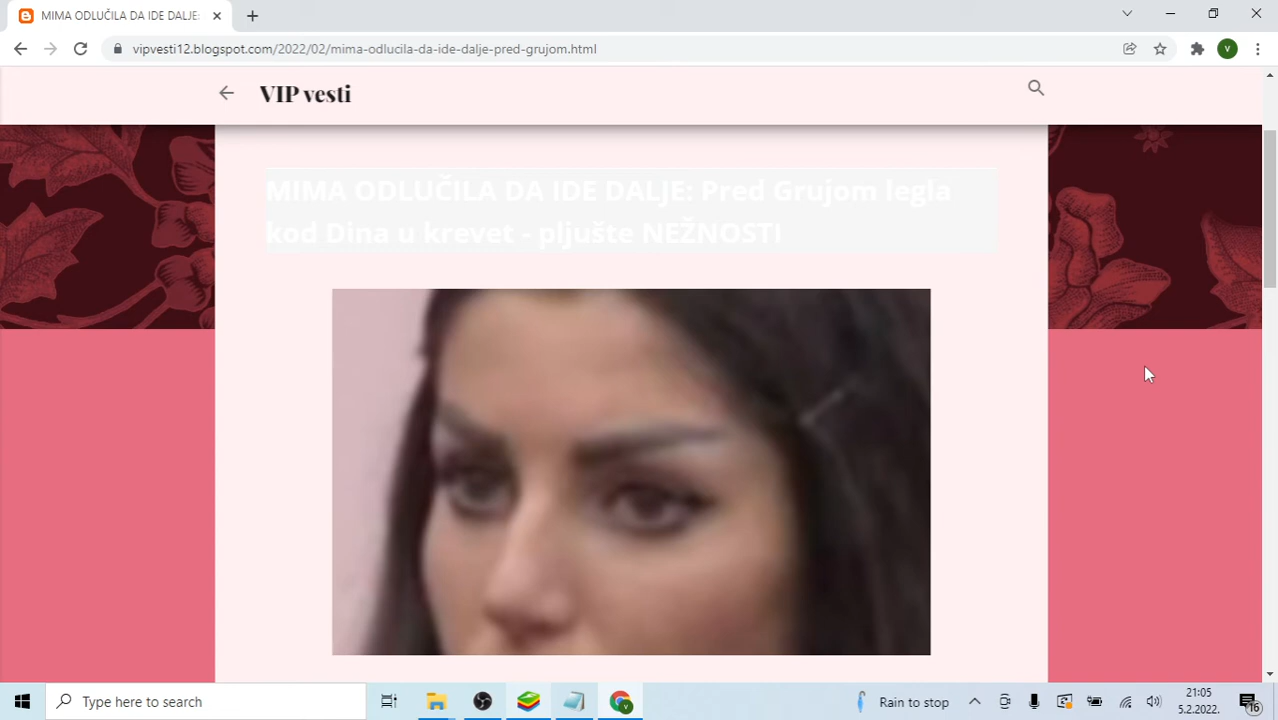 MIMA ODLUČILA DA IDE DALJE:
vipvesti12.blogspot.com/2022/02/mima-odlucila-da-ide-dalje-pred-grujom.html
V
VIP vesti
MIMA ODLUČILA DA IDE DALJE: Pred Grujom legla
kod Dina u krevet - pljušte NEŽNOSTI
Type here to search
V
Rain to stop
21:05
5.2.2022.
16